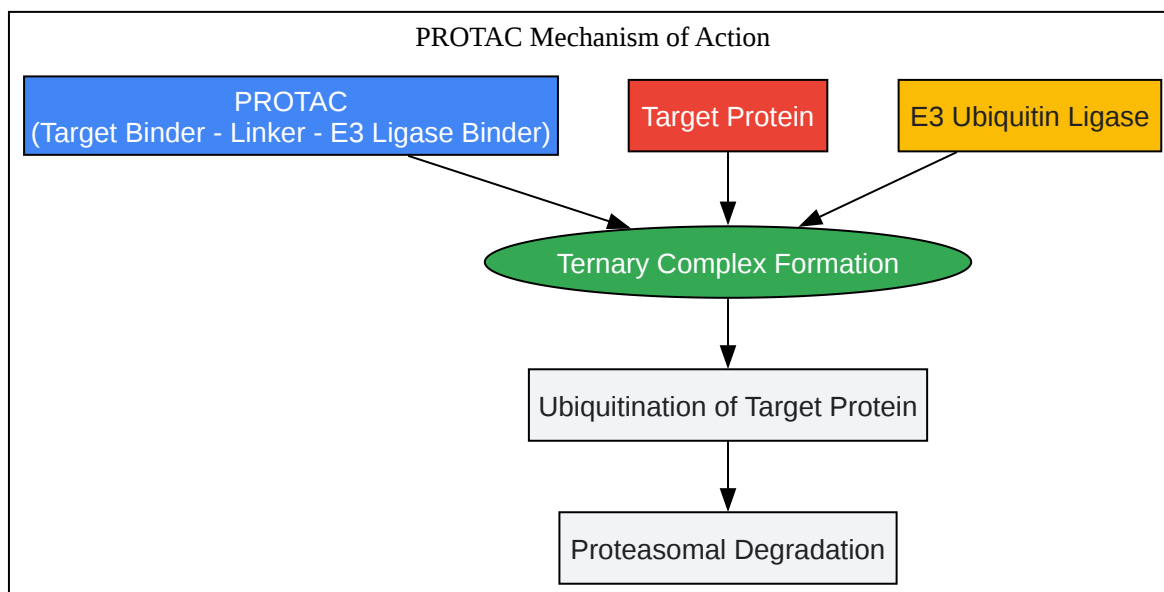 PROTAC Mechanism of Action
PROTAC
(Target Binder - Linker - E3 Ligase Binder)
Target Protein
E3 Ubiquitin Ligase
Ternary Complex Formation
Ubiquitination of Target Protein
Proteasomal Degradation